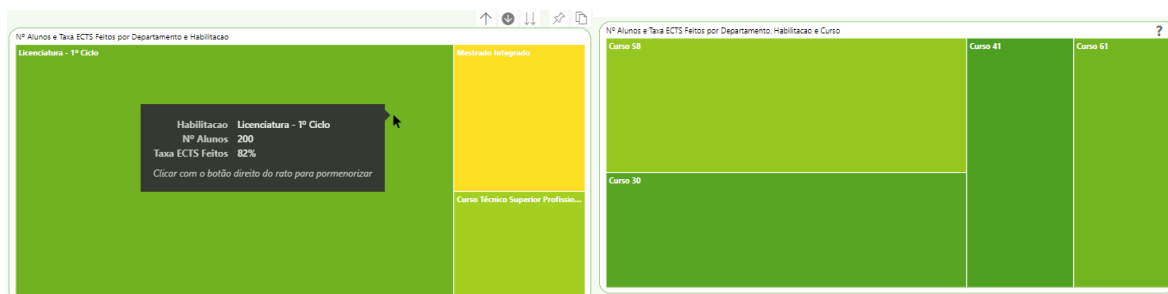 Nº Alunos e Taxa ECTS Feitos por Departamento e Habilitacao
Licenciatura - 1º Ciclo
Mestrado Integrado
Habilitacao Licenciatura - 1º Ciclo
Nº Alunos 200
Taxa ECTS Feitos 82%
Clicar com o botão direito do rato para pormenorizar
Curso Técnico Superior Profissio...
Nº Alunos e Taxa ECTS Feitos por Departamento, Habilitacao e Curso
?
Curso 58
Curso 41
Curso 61
Curso 30